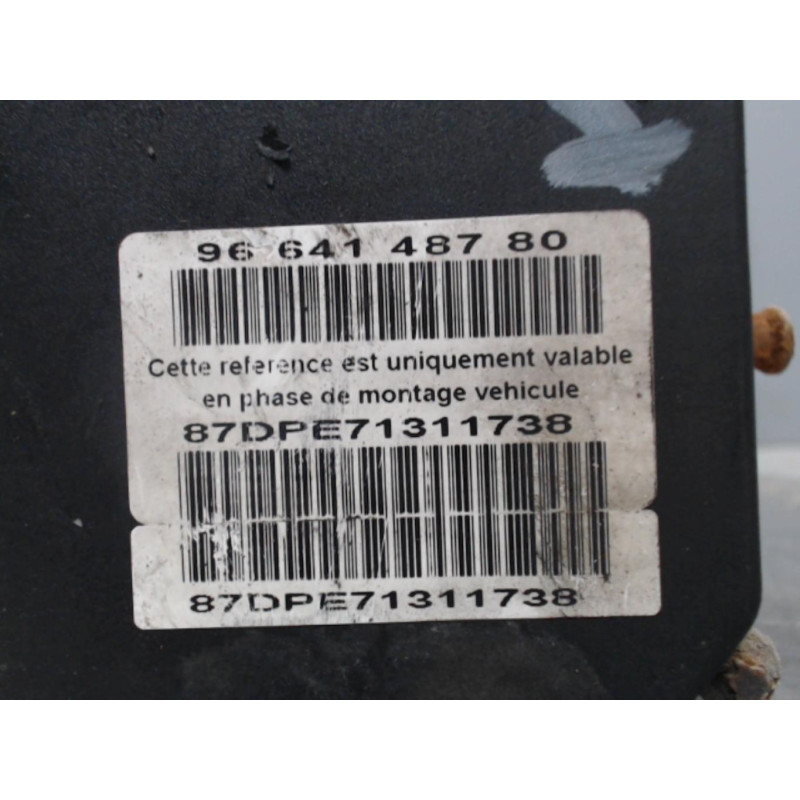 96 641 487 80
Cette reference est uniquement valable
en phase de montage vehicule
87DPE71311738
87DPE71311738